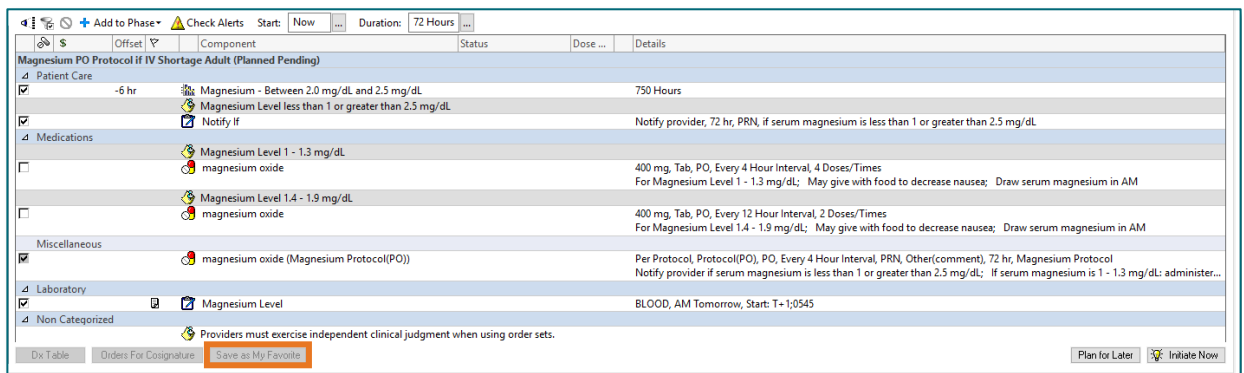 Add to Phase Check Alerts Start: Now ... Duration: 72 Hours ...
$ Offset Component Status Dose ... Details
Magnesium PO Protocol if IV Shortage Adult (Planned Pending)
Patient Care
-6 hr Magnesium - Between 2.0 mg/dL and 2.5 mg/dL 750 Hours
Magnesium Level less than 1 or greater than 2.5 mg/dL
Notify If Notify provider, 72 hr, PRN, if serum magnesium is less than 1 or greater than 2.5 mg/dL
Medications
Magnesium Level 1 - 1.3 mg/dL
magnesium oxide 400 mg, Tab, PO, Every 4 Hour Interval, 4 Doses/Times
For Magnesium Level 1 - 1.3 mg/dL; May give with food to decrease nausea; Draw serum magnesium in AM
Magnesium Level 1.4 - 1.9 mg/dL
magnesium oxide 400 mg, Tab, PO, Every 12 Hour Interval, 2 Doses/Times
For Magnesium Level 1.4 - 1.9 mg/dL; May give with food to decrease nausea; Draw serum magnesium in AM
Miscellaneous
magnesium oxide (Magnesium Protocol(PO)) Per Protocol, Protocol(PO), PO, Every 4 Hour Interval, PRN, Other(comment), 72 hr, Magnesium Protocol
Notify provider if serum magnesium is less than 1 or greater than 2.5 mg/dL; If serum magnesium is 1 - 1.3 mg/dL: administer...
Laboratory
Magnesium Level BLOOD, AM Tomorrow, Start: T+1;0545
Non Categorized
Providers must exercise independent clinical judgment when using order sets.
Dx Table Orders For Cosignature Save as My Favorite Plan for Later Initiate Now